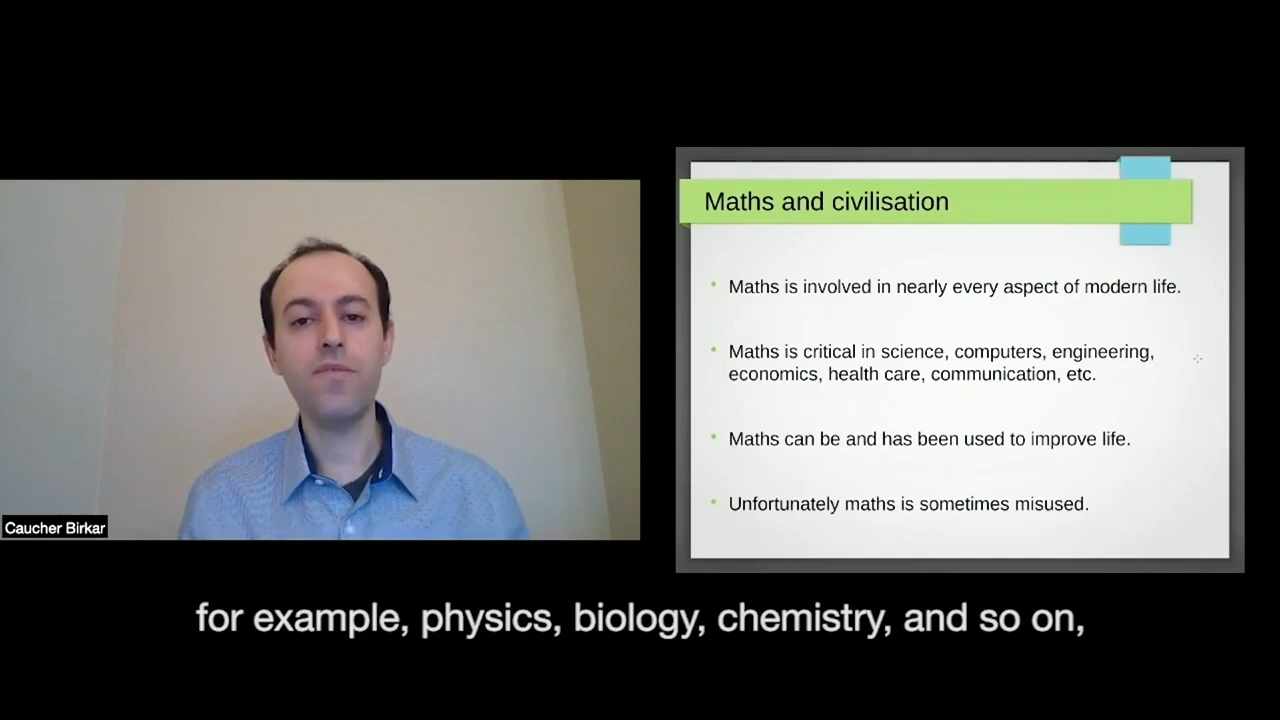 Maths and civilisation
Maths is involved in nearly every aspect of modern life.
Maths is critical in science, computers, engineering,
economics, health care, communication, etc.
Maths can be and has been used to improve life.
Unfortunately maths is sometimes misused.
Caucher Birkar
for example, physics, biology, chemistry, and so on,